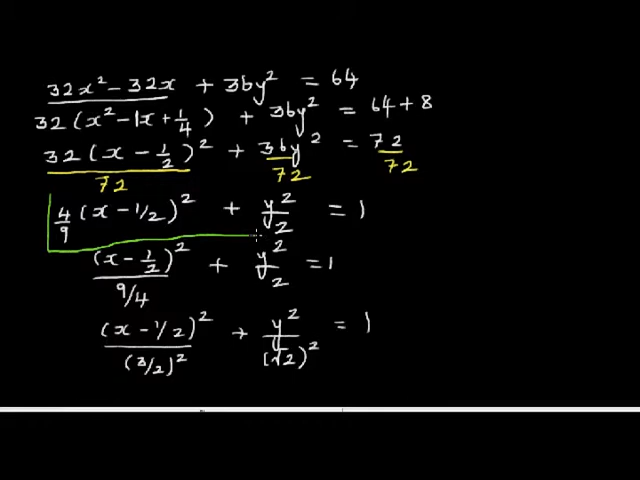 32x² - 32x + 36y² = 64
32(x² - 1x + 1/4) + 36y² = 64 + 8
32(x - 1/2)²/72 + 36y²/72 = 72/72
4/9(x - 1/2)² + y²/2 = 1
(x - 1/2)²/9/4 + y²/2 = 1
(x - 1/2)²/(3/2)² + y²/(√2)² = 1